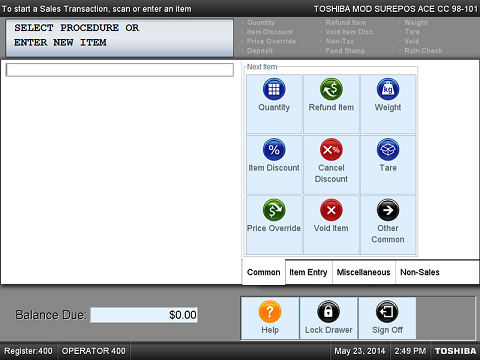 To start a Sales Transaction, scan or enter an item
TOSHIBA MOD SUREPOS ACE CC 98-101
SELECT PROCEDURE OR
ENTER NEW ITEM
- Quantity
- Item Discount
- Price Override
- Deposit
- Refund Item
- Void Item Disc.
- Non-Tax
- Food Stamp
- Weight
- Tare
- Void
- Rain Check
Next Item
Quantity
Refund Item
kg
Weight
%
Item Discount
X%
Cancel
Discount
Tare
$
Price Override
Void Item
Other
Common
Common
Item Entry
Miscellaneous
Non-Sales
Balance Due:
$0.00
?
Help
Lock Drawer
Sign Off
Register:400
OPERATOR 400
May 23, 2014
2:49 PM
TOSHIBA